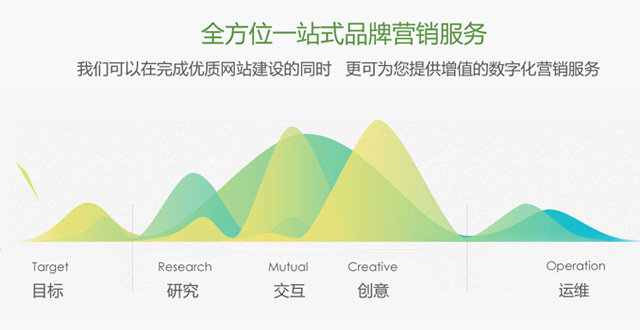 全方位一站式品牌营销服务
我们可以在完成优质网站建设的同时 更可为您提供增值的数字化营销服务
Target Research Mutual Creative Operation
目标 研究 交互 创意 运维